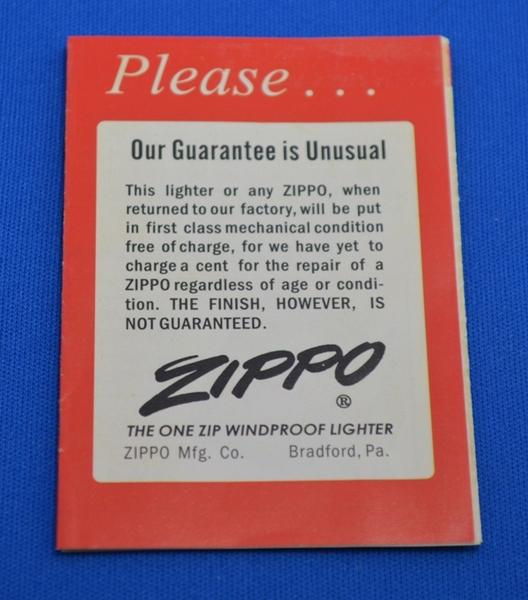 Please . . .
Our Guarantee is Unusual
This lighter or any ZIPPO, when
returned to our factory, will be put
in first class mechanical condition
free of charge, for we have yet to
charge a cent for the repair of a
ZIPPO regardless of age or condi-
tion. THE FINISH, HOWEVER, IS
NOT GUARANTEED.
ZIPPO
®
THE ONE ZIP WINDPROOF LIGHTER
ZIPPO Mfg. Co. Bradford, Pa.